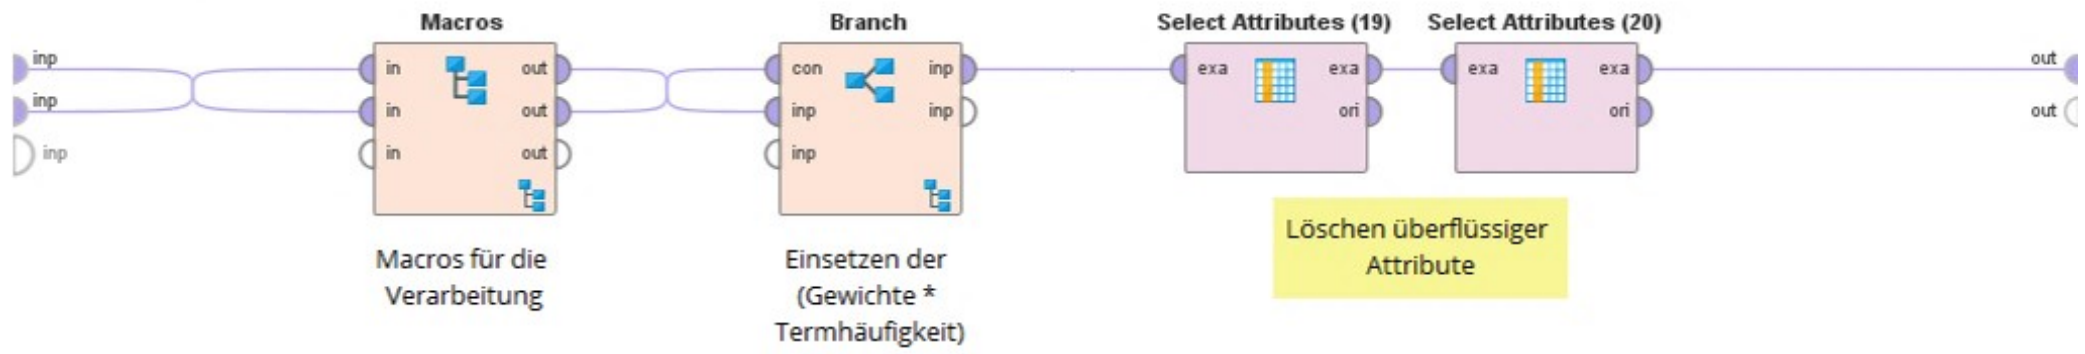 Macros
Branch
Select Attributes (19)
Select Attributes (20)
inp
inp
inp
in
out
in
out
in
out
con
inp
inp
inp
inp
exa
exa
ori
exa
exa
ori
out
out
Macros für die
Verarbeitung
Einsetzen der
(Gewichte *
Termhäufigkeit)
Löschen überflüssiger
Attribute